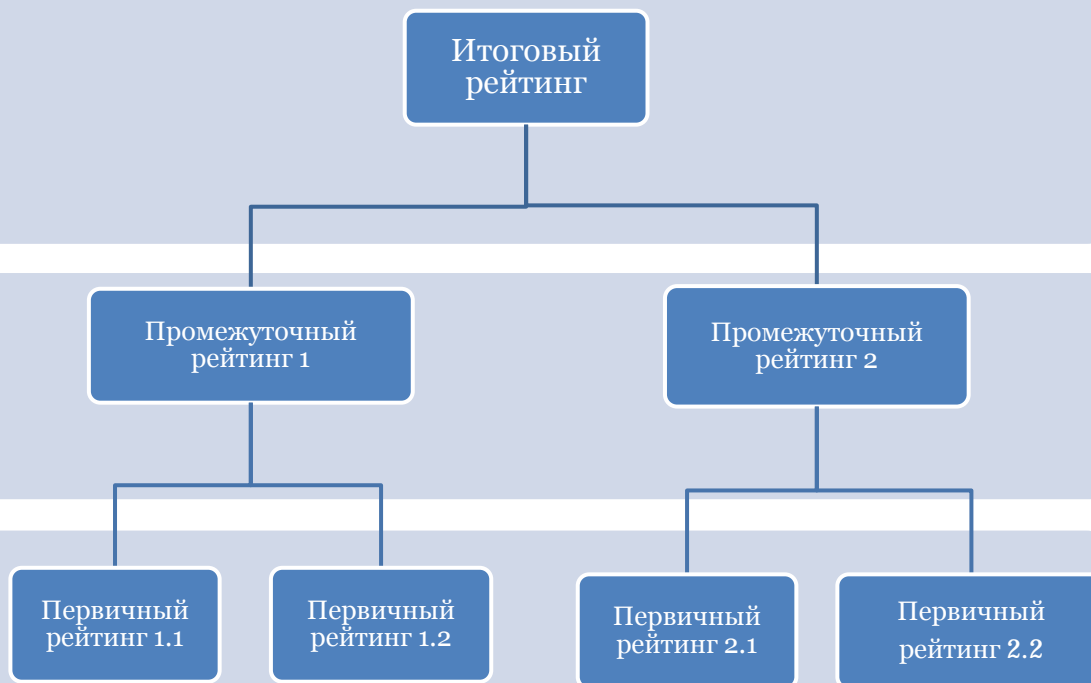 Итоговый
рейтинг
Промежуточный
рейтинг 1
Промежуточный
рейтинг 2
Первичный
рейтинг 1.1
Первичный
рейтинг 1.2
Первичный
рейтинг 2.1
Первичный
рейтинг 2.2